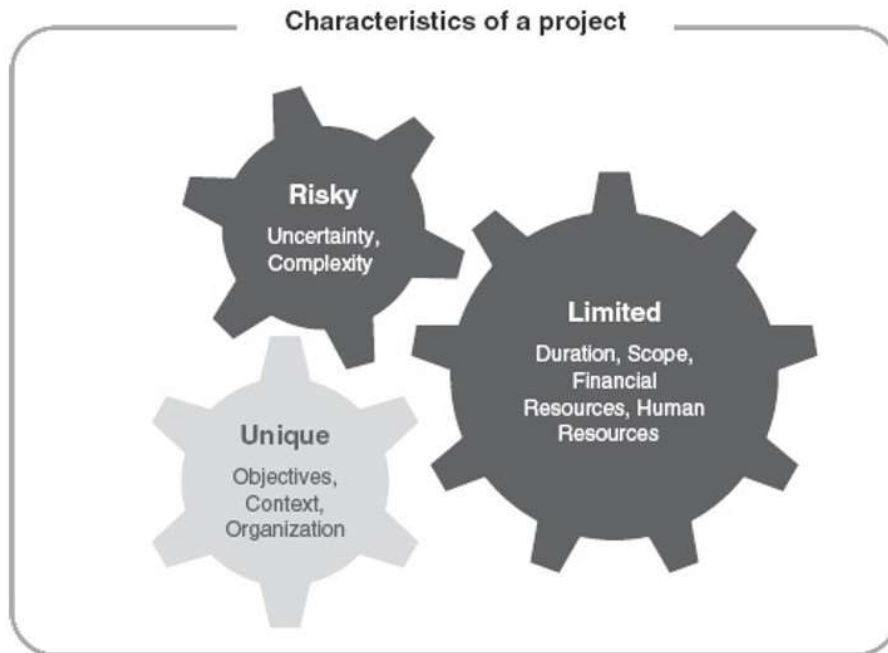 Characteristics of a project
Risky
Uncertainty,
Complexity
Limited
Duration, Scope,
Financial
Resources, Human
Resources
Unique
Objectives,
Context,
Organization